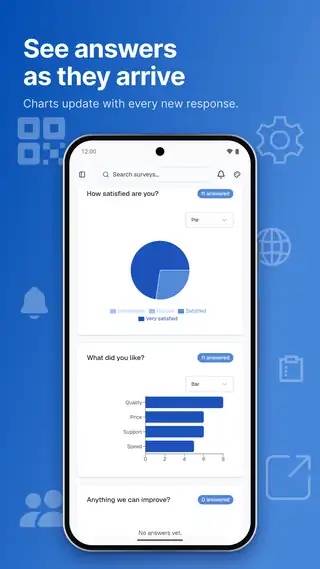 See answers
as they arrive
Charts update with every new response.
12:00
Search surveys...
How satisfied are you?
11 answered
Pie
Satisfied
Very satisfied
What did you like?
11 answered
Bar
Quality
Price
Support
Speed
0 2 4 6 8
Anything we can improve?
0 answered
No answers yet.